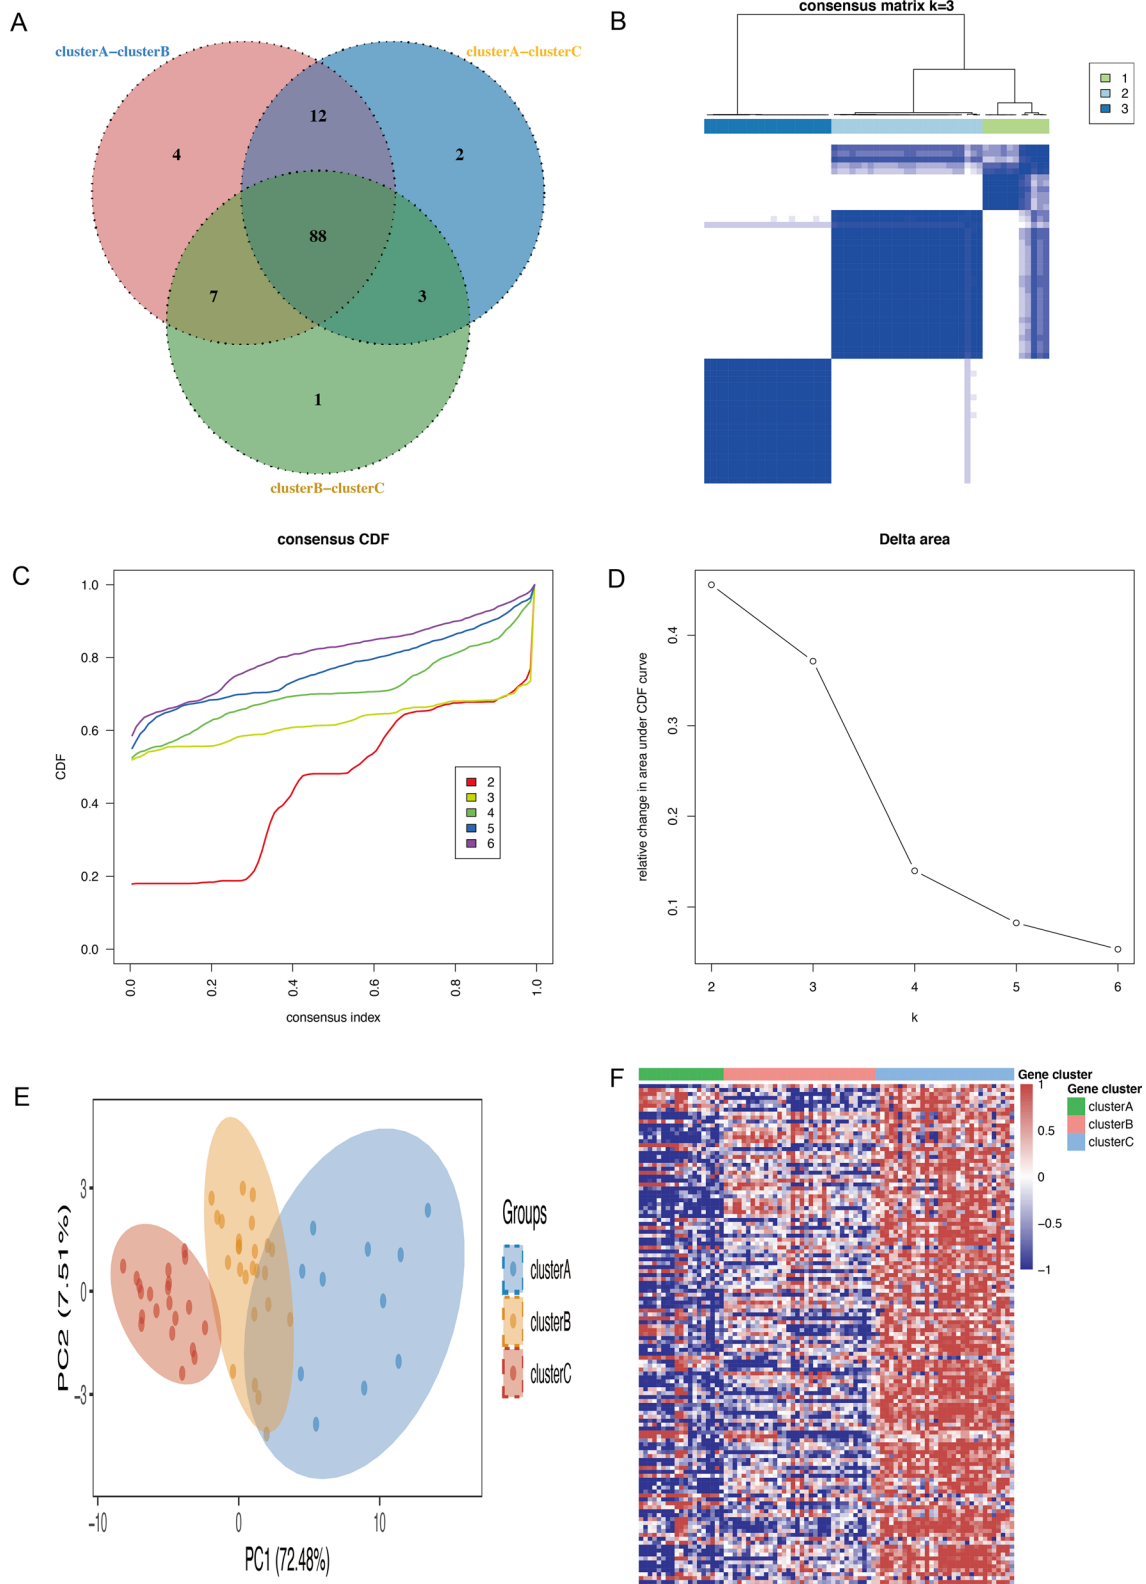 A
clusterA−clusterB
clusterA−clusterC
12
4
2
88
7
3
1
clusterB−clusterC
B
consensus matrix k=3
1
2
3
C
consensus CDF
CDF
1.0
0.8
0.6
0.4
0.2
0.0
2
3
4
5
6
0.0
0.2
0.4
0.6
0.8
1.0
consensus index
D
Delta area
relative change in area under CDF curve
0.4
0.3
0.2
0.1
2
3
4
5
6
k
E
PC2 (7.51%)
3
0
-3
−10
0
10
PC1 (72.48%)
Groups
clusterA
clusterB
clusterC
F
Gene cluster
1
0.5
0
−0.5
−1
Gene cluster
clusterA
clusterB
clusterC